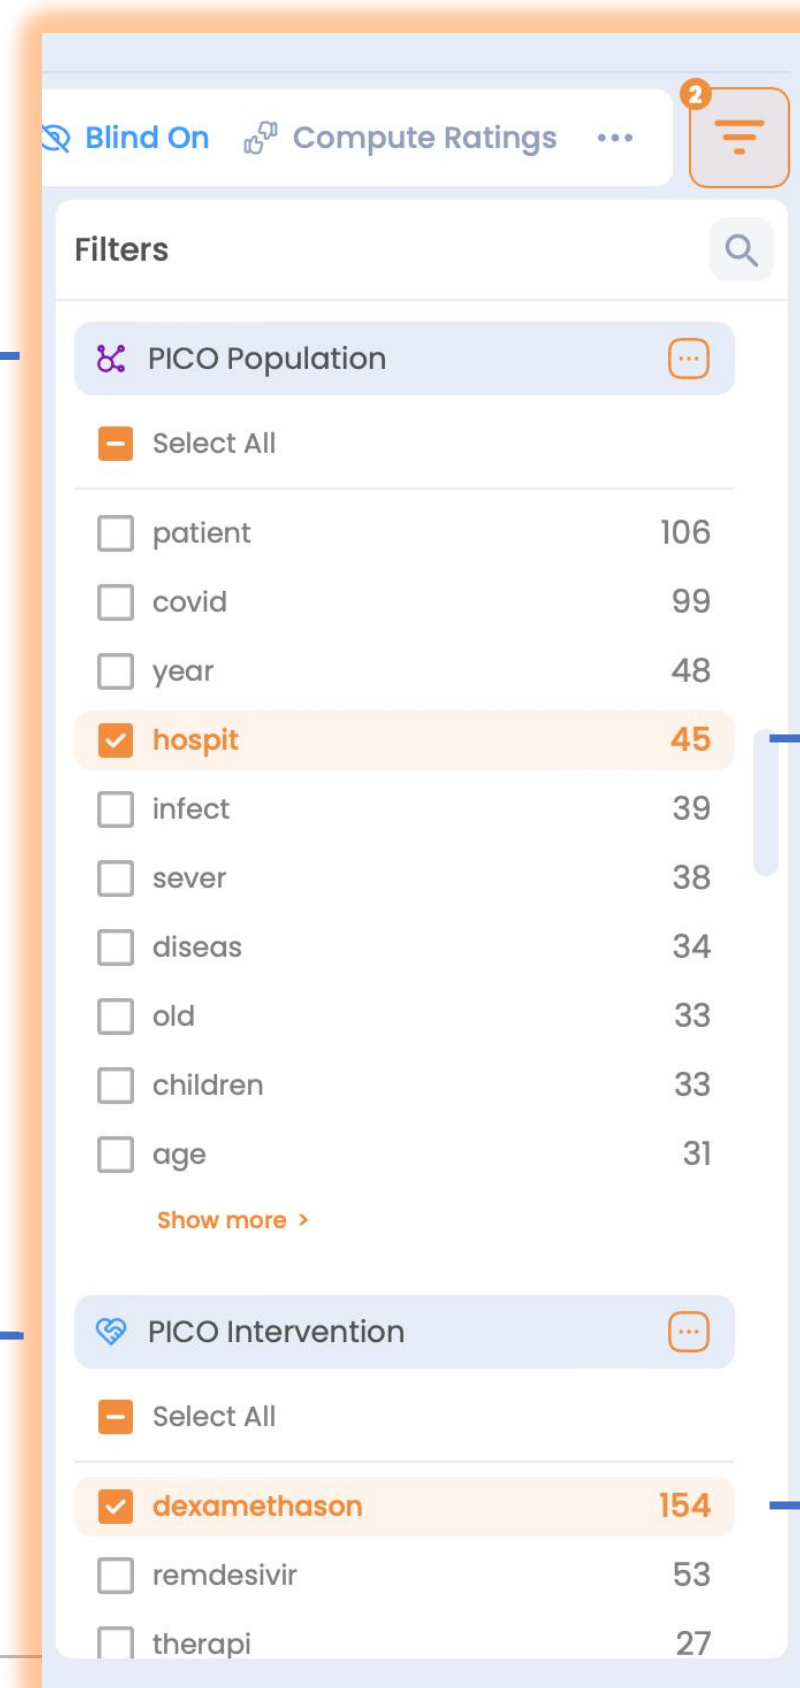 2
Blind On Compute Ratings
Filters
PICO Population
Select All
patient 106
covid 99
year 48
hospit 45
infect 39
sever 38
diseas 34
old 33
children 33
age 31
Show more >
PICO Intervention
Select All
dexamethason 154
remdesivir 53
therapi 27